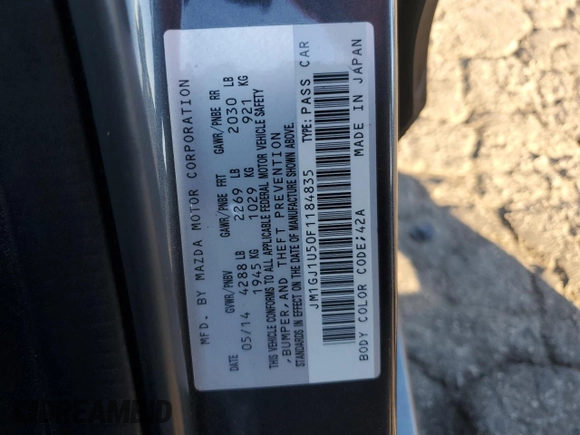 MFD. BY MAZDA MOTOR CORPORATION
DATE GVWR/PNBV GAWR/PNBE FRT GAWR/PNBE RR
05/14 4288 LB 2269 LB 2030 LB
1945 KG 1029 KG 921 KG
THIS VEHICLE CONFORMS TO ALL APPLICABLE FEDERAL MOTOR VEHICLE SAFETY
,BUMPER,AND THEFT PREVENTION
STANDARDS IN EFFECT ON THE DATE OF MANUFACTURE SHOWN ABOVE.
JM1GJ1U50F1184835 TYPE: PASS CAR
BODY COLOR CODE;42A MADE IN JAPAN
DREAMBID